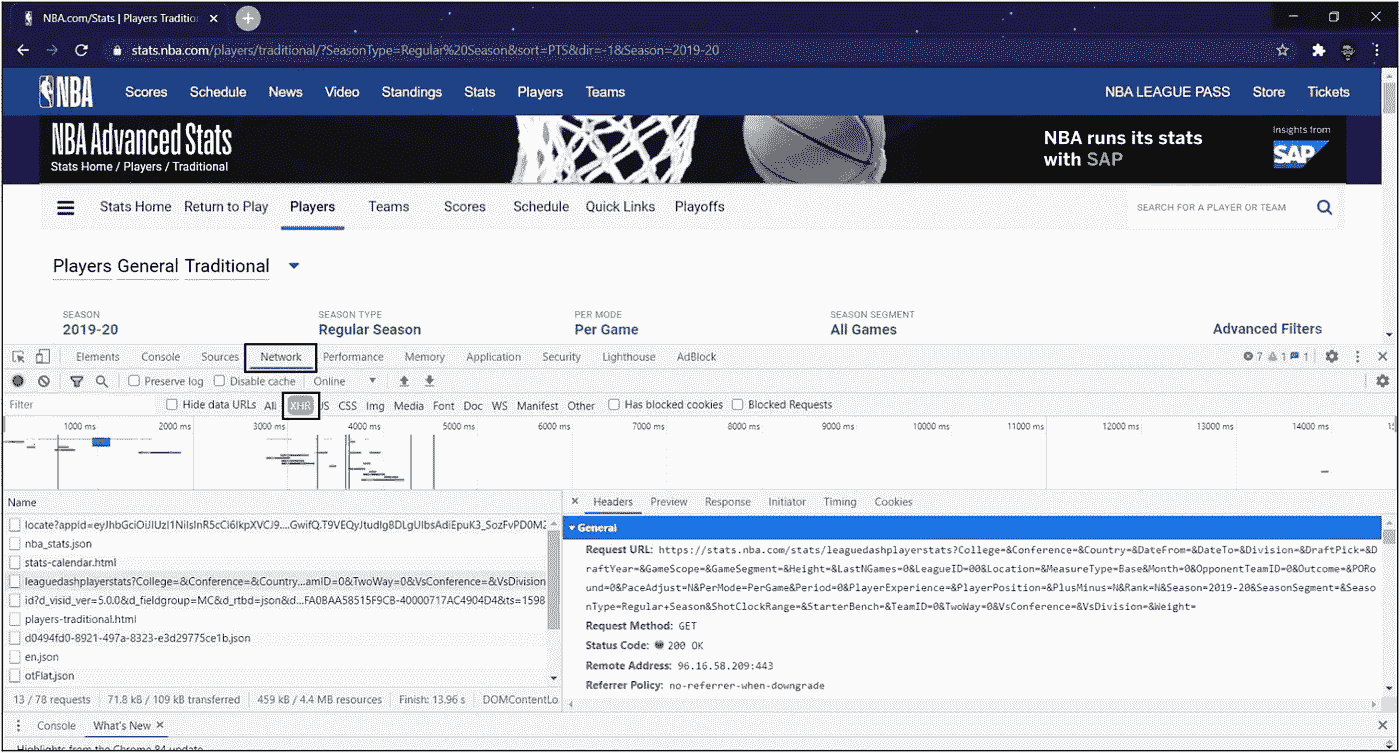 NBA.com/Stats | Players Traditio
stats.nba.com/players/traditional/?SeasonType=Regular%20Season&sort=PTS&dir=-1&Season=2019-20
NBA Scores Schedule News Video Standings Stats Players Teams NBA LEAGUE PASS Store Tickets
NBA Advanced Stats
Stats Home / Players / Traditional
NBA runs its stats
with SAP
Insights from
SAP
Stats Home Return to Play Players Teams Scores Schedule Quick Links Playoffs SEARCH FOR A PLAYER OR TEAM
Players General Traditional
SEASON SEASON TYPE PER MODE SEASON SEGMENT
2019-20 Regular Season Per Game All Games Advanced Filters
Elements Console Sources Network Performance Memory Application Security Lighthouse AdBlock 7 1 1
Preserve log Disable cache Online
Filter Hide data URLs All XHR JS CSS Img Media Font Doc WS Manifest Other Has blocked cookies Blocked Requests
1000 ms 2000 ms 3000 ms 4000 ms 5000 ms 6000 ms 7000 ms 8000 ms 9000 ms 10000 ms 11000 ms 12000 ms 13000 ms 14000 ms
Name
nba_stats.json
stats-calendar.html
leaguedashplayerstats?College=&Conference=&Country...amID=0&TwoWay=0&VsConference=&VsDivision
id?d_visid_ver=5.0.0&d_fieldgroup=MC&d_rtbd=json&d...FA0BAA58515F9CB-40000717AC4904D4&ts=1598
players-traditional.html
d0494fd0-8921-497a-8323-e3d29775ce1b.json
en.json
otFlat.json
13 / 78 requests 71.8 kB / 109 kB transferred 459 kB / 4.4 MB resources Finish: 13.96 s DOMContentLo
Headers Preview Response Initiator Timing Cookies
General
Request URL: https://stats.nba.com/stats/leaguedashplayerstats?College=&Conference=&Country=&DateFrom=&DateTo=&Division=&DraftPick=&D
raftYear=&GameScope=&GameSegment=&Height=&LastNGames=0&LeagueID=00&Location=&MeasureType=Base&Month=0&OpponentTeamID=0&Outcome=&PORo
und=0&PaceAdjust=N&PerMode=PerGame&Period=0&PlayerExperience=&PlayerPosition=&PlusMinus=N&Rank=N&Season=2019-20&SeasonSegment=&Seaso
nType=Regular+Season&ShotClockRange=&StarterBench=&TeamID=0&TwoWay=0&VsConference=&VsDivision=&Weight=
Request Method: GET
Status Code: 200 OK
Remote Address: 96.16.58.209:443
Referrer Policy: no-referrer-when-downgrade
Console What's New
Highlights from the Chrome 84 update